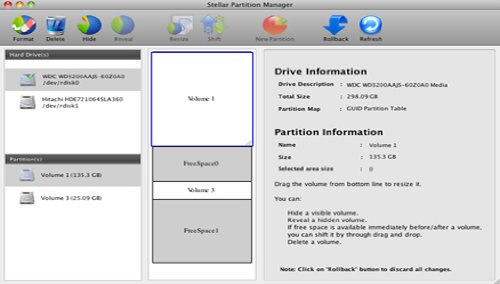 Stellar Partition Manager
Format Delete Hide Reveal Resize Shift New Partition Rollback Refresh
Hard Drive(s)
WDC WD3200AAJS-60Z0A0
/dev/rdisk0
Hitachi HDE721064SLA360
/dev/rdisk1
Partition(s)
Volume 1 (135.3 GB)
Volume 3 (25.09 GB)
Volume 1
FreeSpace0
Volume 3
FreeSpace1
Drive Information
Drive Description : WDC WD3200AAJS-60Z0A0 Media
Total Size : 298.09GB
Partition Map : GUID Partition Table
Partition Information
Name : Volume 1
Size : 135.3 GB
Selected area size : 0
Drag the volume from bottom line to resize it.
You can:
Hide a visible volume.
Reveal a hidden volume.
If free space is available immediately before/after a volume,
you can shift it by through drag and drop.
Delete a volume.
Note: Click on 'Rollback' button to discard all changes.